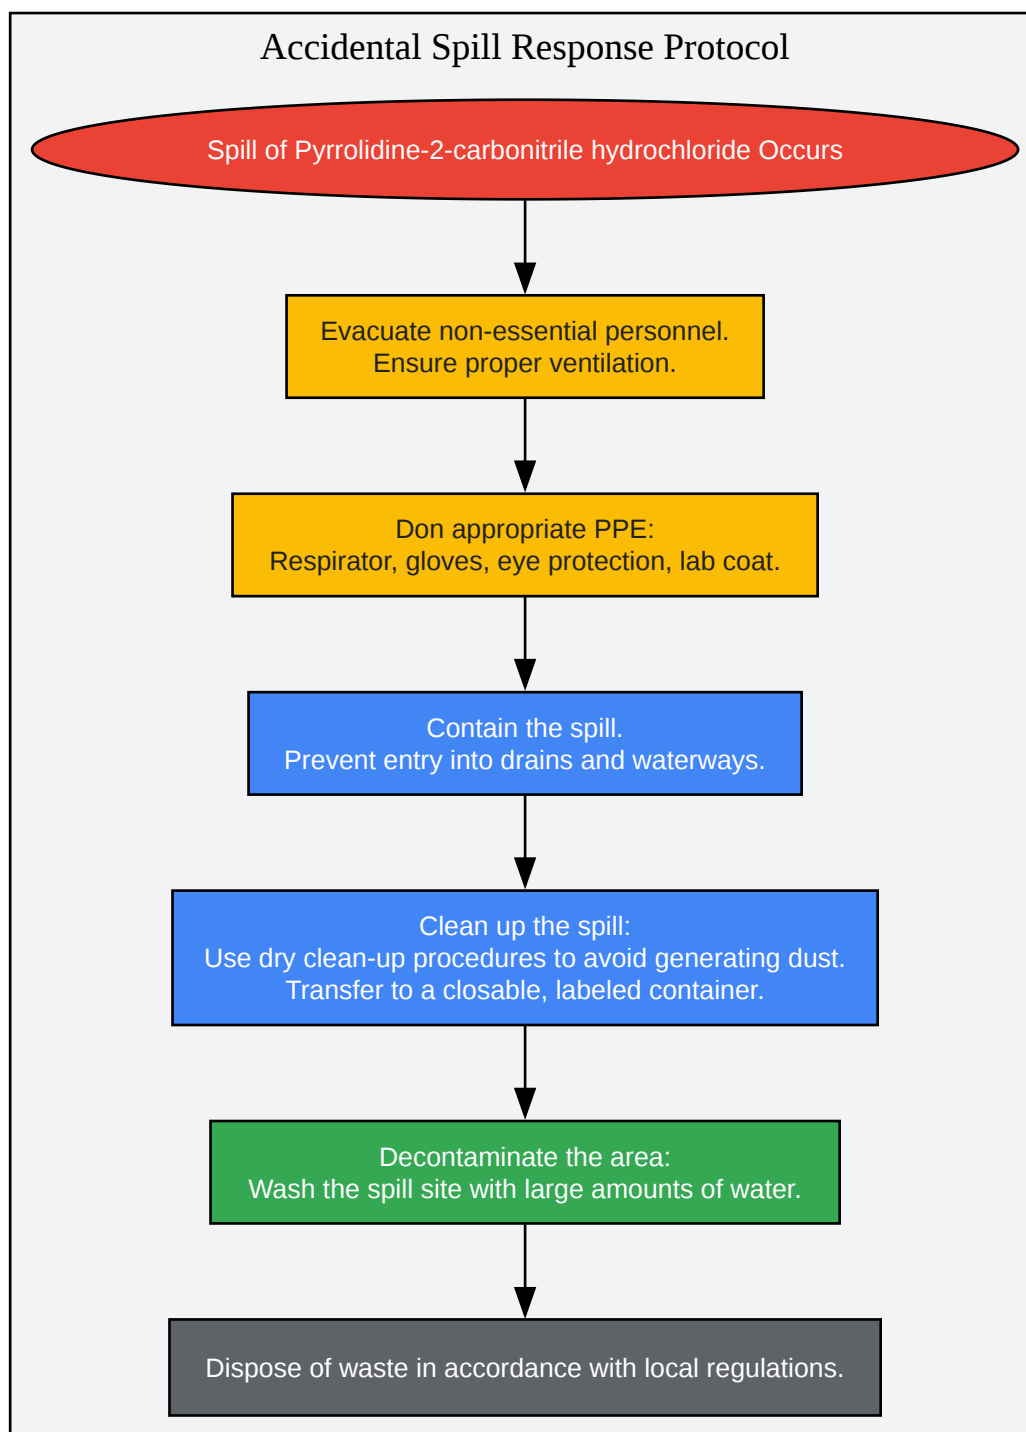 Accidental Spill Response Protocol
Spill of Pyrrolidine-2-carbonitrile hydrochloride Occurs
Evacuate non-essential personnel.
Ensure proper ventilation.
Don appropriate PPE:
Respirator, gloves, eye protection, lab coat.
Contain the spill.
Prevent entry into drains and waterways.
Clean up the spill:
Use dry clean-up procedures to avoid generating dust.
Transfer to a closable, labeled container.
Decontaminate the area:
Wash the spill site with large amounts of water.
Dispose of waste in accordance with local regulations.